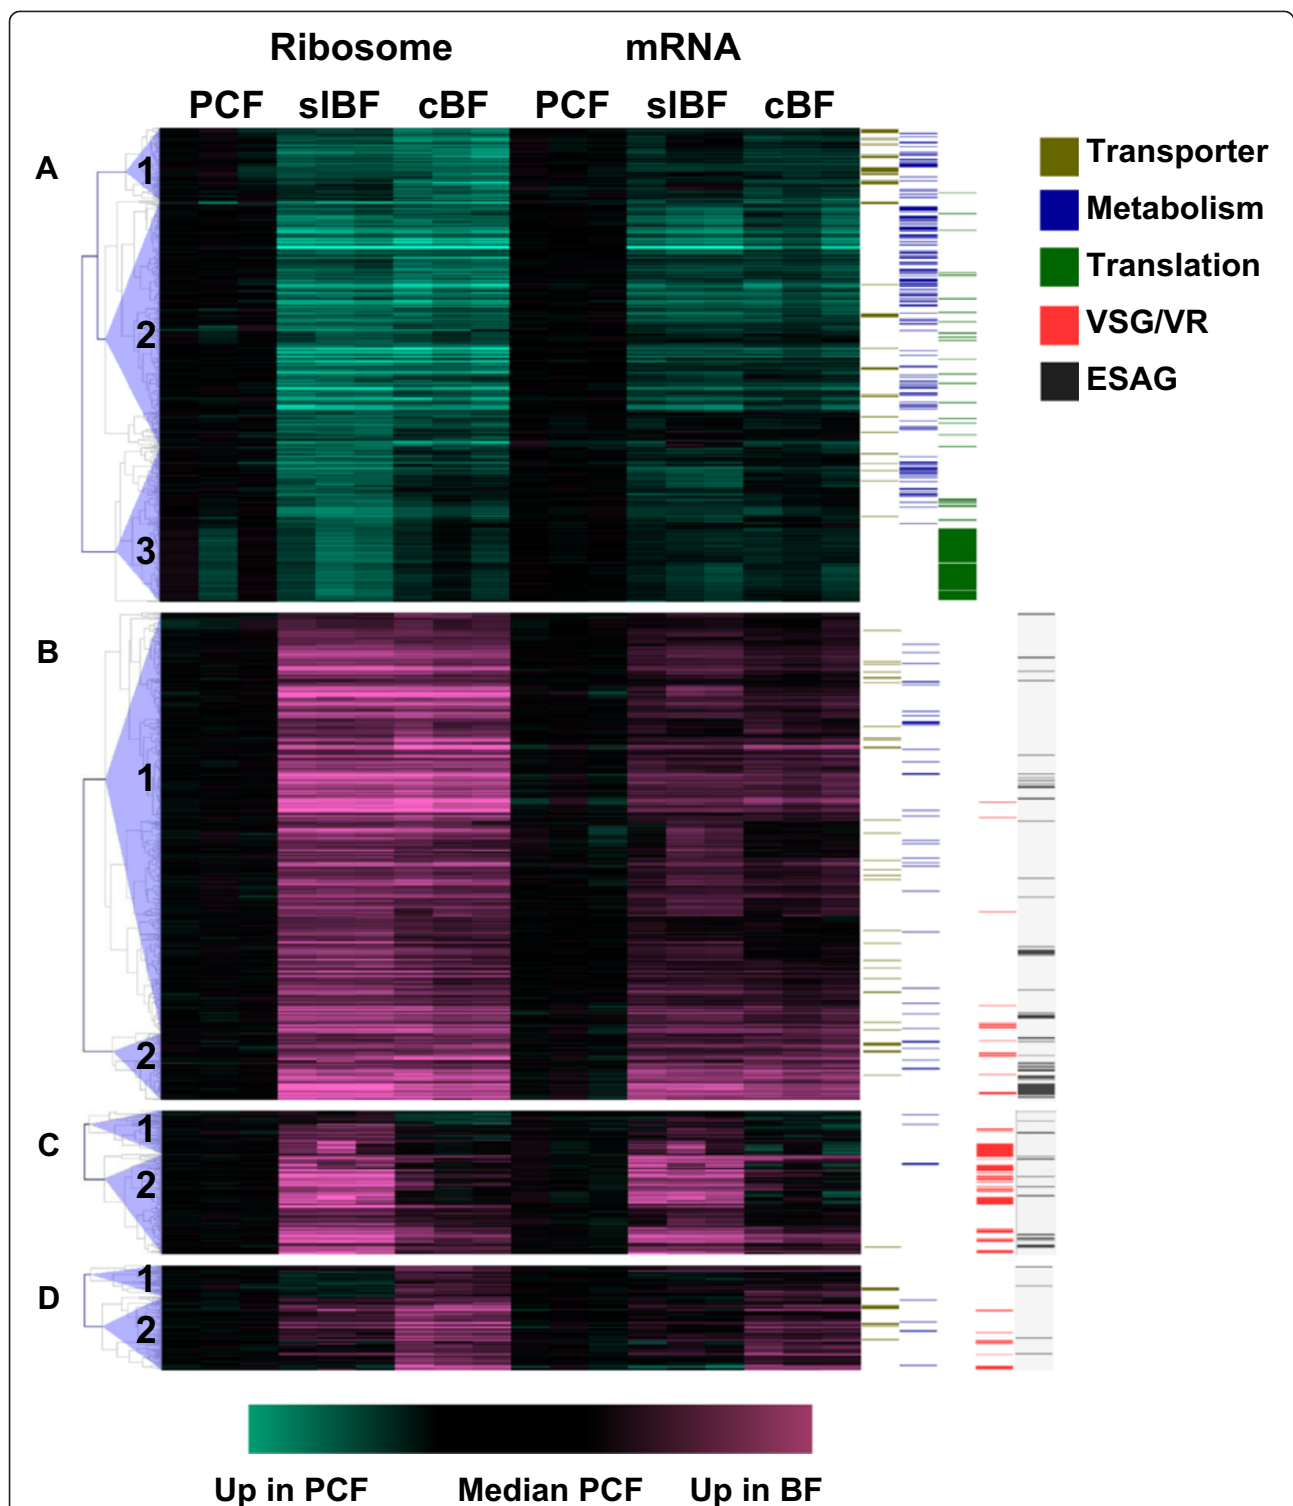 Ribosome mRNA
PCF slBF cBF PCF slBF cBF
A
1
2
3
Transporter
Metabolism
Translation
VSG/VR
ESAG
B
1
2
C
1
2
D
1
2
Up in PCF Median PCF Up in BF